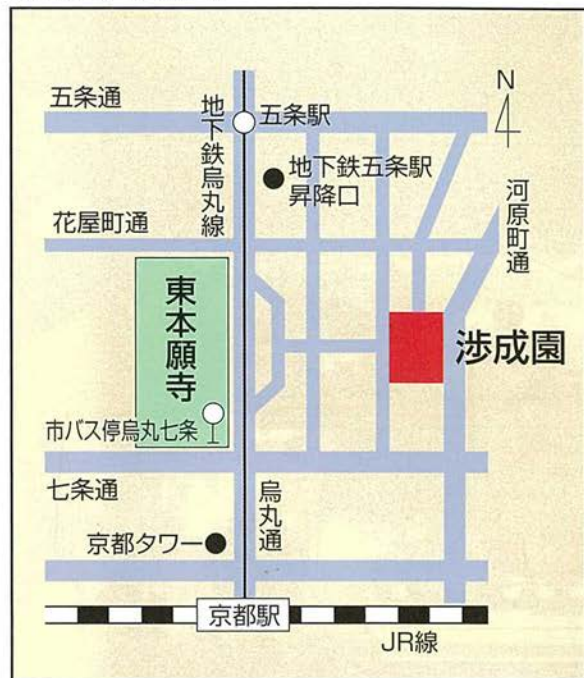 N
五条通
地下鉄烏丸線
五条駅
地下鉄五条駅
昇降口
河原町通
花屋町通
東本願寺
渉成園
市バス停烏丸七条
七条通
烏丸通
京都タワー
京都駅
JR線